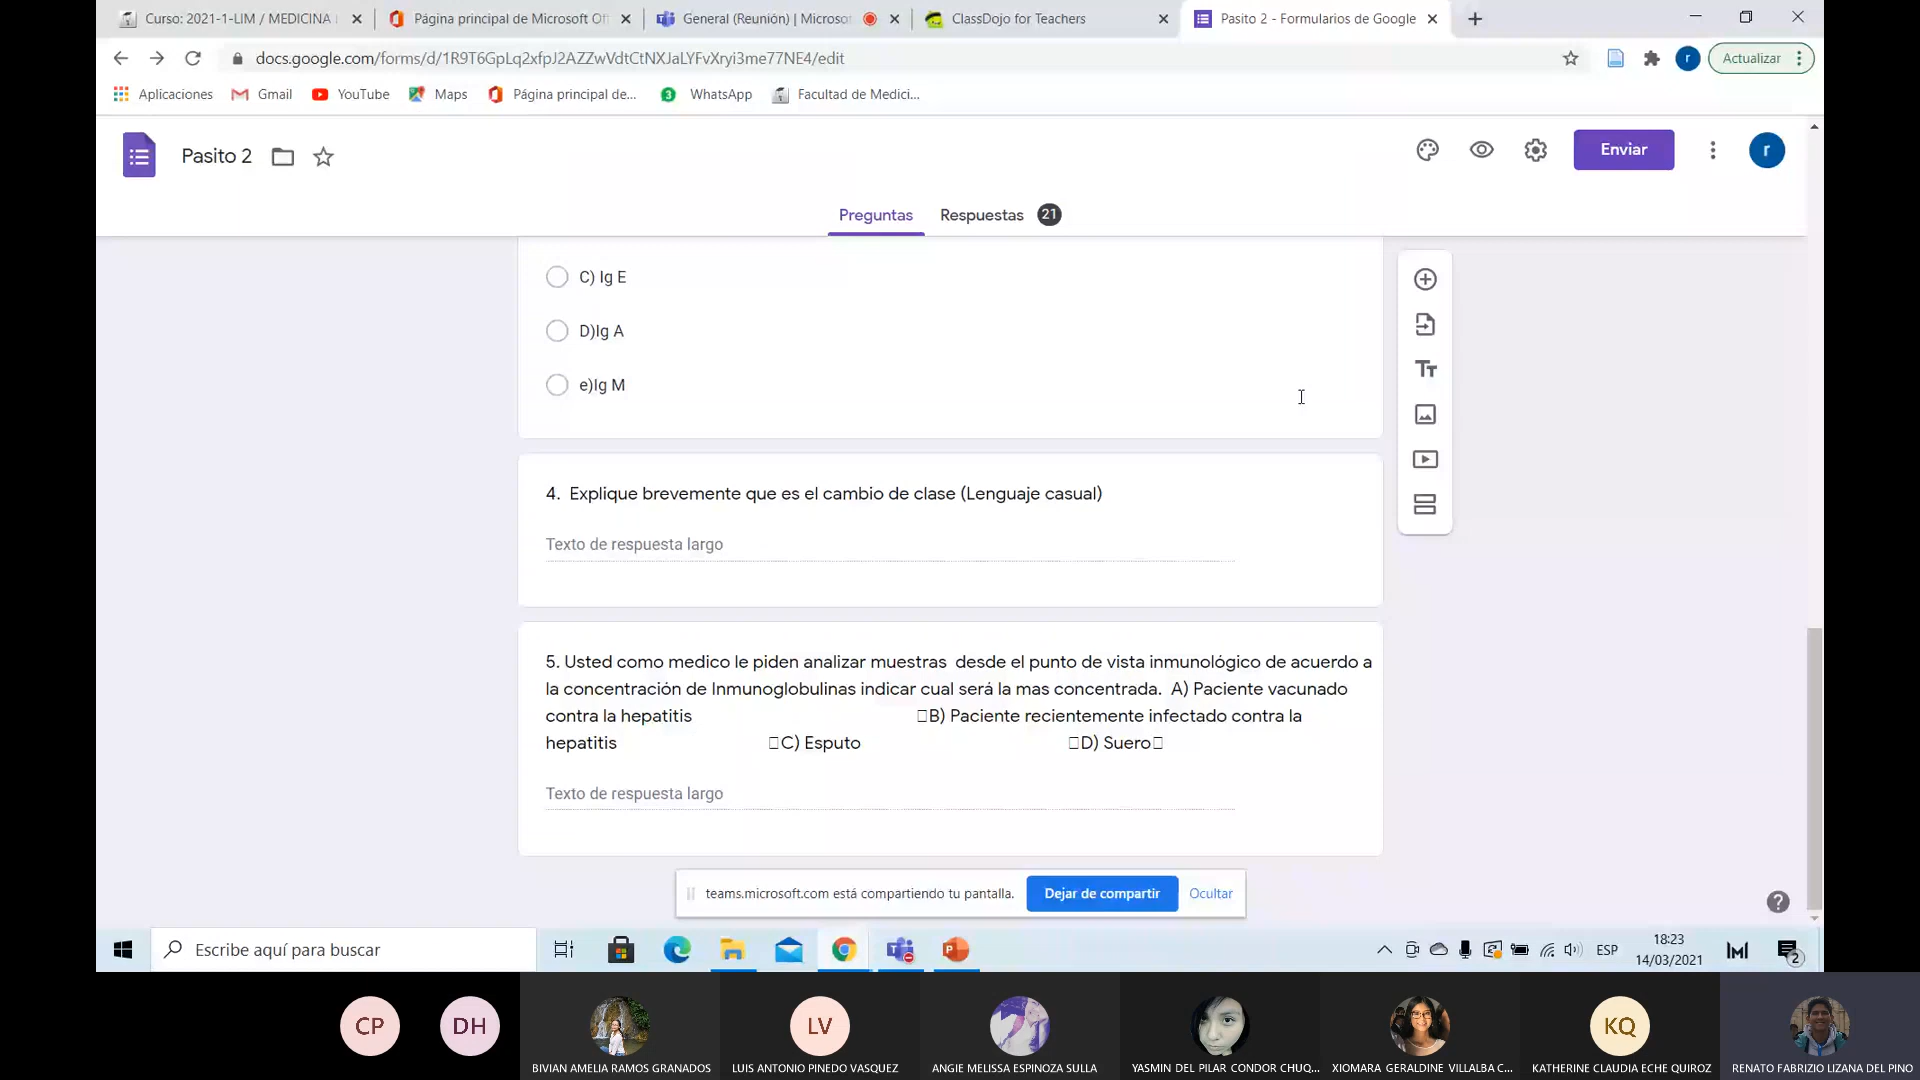 Curso: 2021-1-LIM / MEDICINA
Página principal de Microsoft Of
General (Reunión) | Microso
ClassDojo for Teachers
Pasito 2 - Formularios de Google
docs.google.com/forms/d/1R9T6GpLq2xfpJ2AZZwVdtCtNXJaLYFvXryi3me77NE4/edit
r
Actualizar
Aplicaciones
Gmail
YouTube
Maps
Página principal de...
3
WhatsApp
Facultad de Medici...
Pasito 2
Enviar
r
Preguntas
Respuestas 21
C) Ig E
D)Ig A
e)Ig M
4. Explique brevemente que es el cambio de clase (Lenguaje casual)
Texto de respuesta largo
5. Usted como medico le piden analizar muestras desde el punto de vista inmunológico de acuerdo a
la concentración de Inmunoglobulinas indicar cual será la mas concentrada. A) Paciente vacunado
contra la hepatitis B) Paciente recientemente infectado contra la
hepatitis C) Esputo D) Suero
Texto de respuesta largo
teams.microsoft.com está compartiendo tu pantalla.
Dejar de compartir
Ocultar
Escribe aquí para buscar
ESP
18:23
14/03/2021
2
CP
DH
LV
KQ
BIVIAN AMELIA RAMOS GRANADOS
LUIS ANTONIO PINEDO VASQUEZ
ANGIE MELISSA ESPINOZA SULLA
YASMIN DEL PILAR CONDOR CHUQ...
XIOMARA GERALDINE VILLALBA C...
KATHERINE CLAUDIA ECHE QUIROZ
RENATO FABRIZIO LIZANA DEL PINO